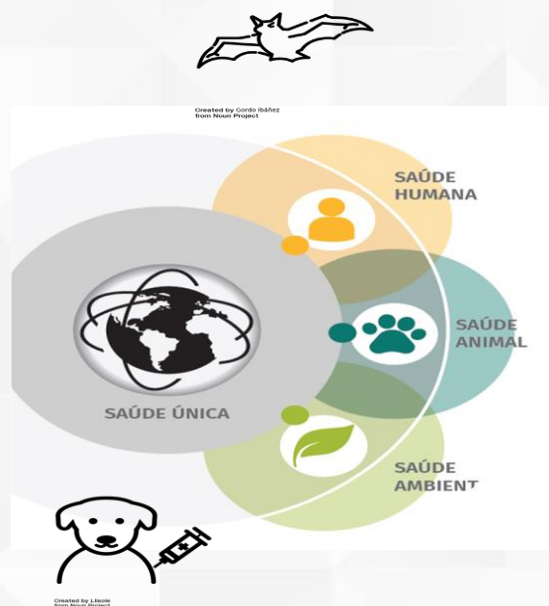 Created by Gordo Ibáñez
from Noun Project
SAÚDE
HUMANA
SAÚDE
ANIMAL
SAÚDE ÚNICA
SAÚDE
AMBIENT
Created by Llisole
from Noun Project